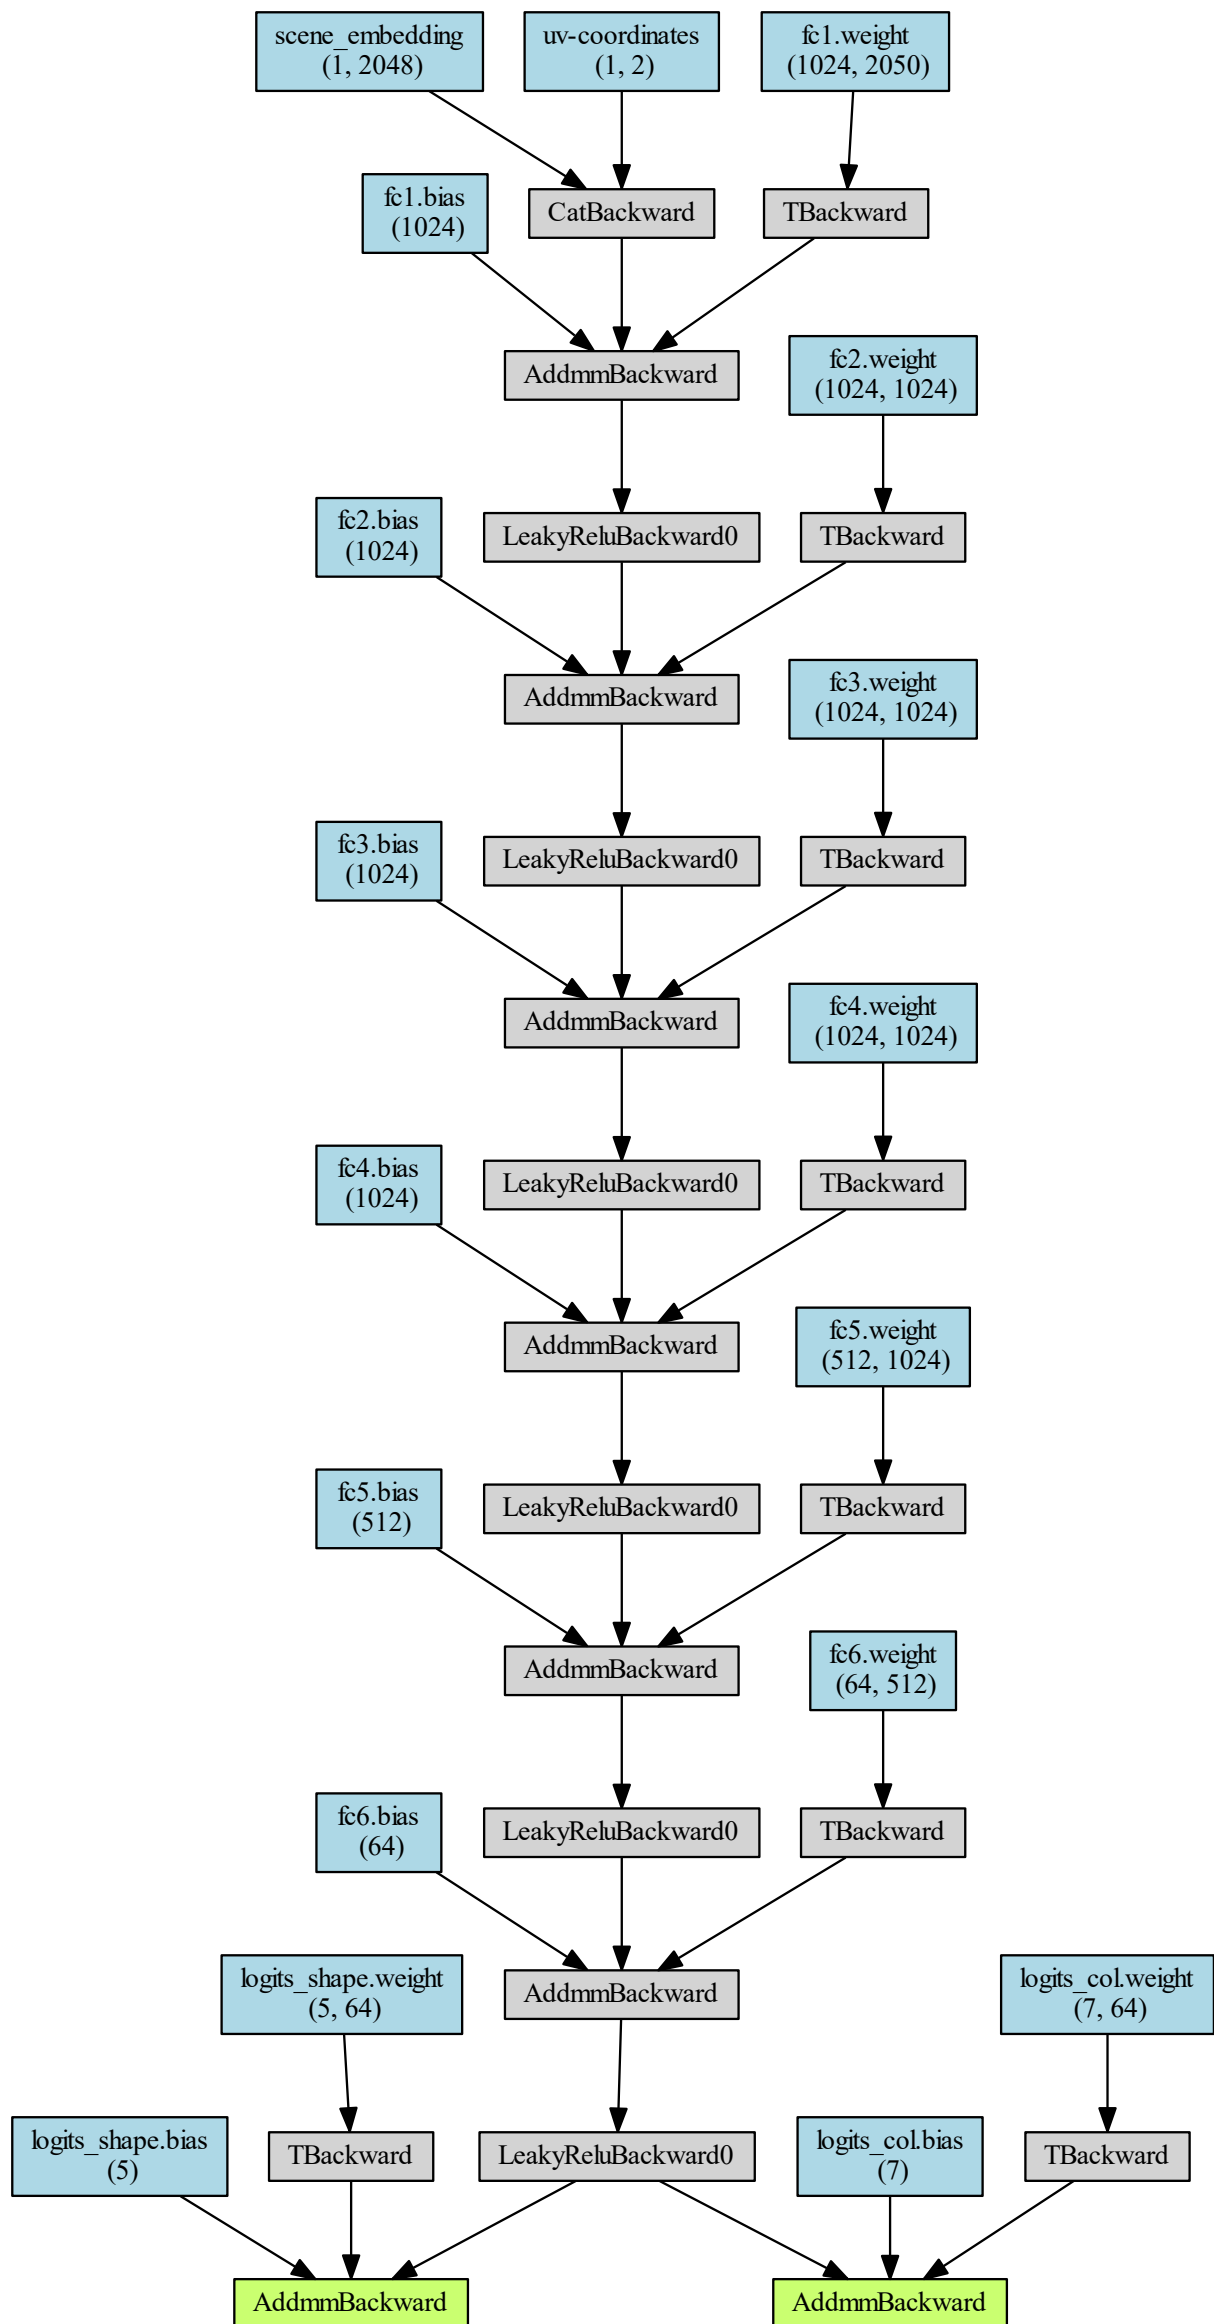 scene_embedding
(1, 2048)
uv-coordinates
(1, 2)
fc1.weight
(1024, 2050)
fc1.bias
(1024)
CatBackward
TBackward
AddmmBackward
fc2.weight
(1024, 1024)
fc2.bias
(1024)
LeakyReluBackward0
TBackward
AddmmBackward
fc3.weight
(1024, 1024)
fc3.bias
(1024)
LeakyReluBackward0
TBackward
AddmmBackward
fc4.weight
(1024, 1024)
fc4.bias
(1024)
LeakyReluBackward0
TBackward
AddmmBackward
fc5.weight
(512, 1024)
fc5.bias
(512)
LeakyReluBackward0
TBackward
AddmmBackward
fc6.weight
(64, 512)
fc6.bias
(64)
LeakyReluBackward0
TBackward
logits_shape.weight
(5, 64)
AddmmBackward
logits_col.weight
(7, 64)
logits_shape.bias
(5)
TBackward
LeakyReluBackward0
logits_col.bias
(7)
TBackward
AddmmBackward
AddmmBackward